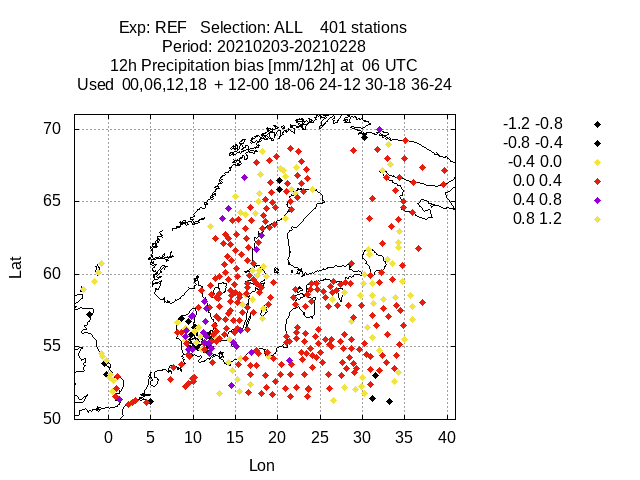 Exp: REF   Selection: ALL    401 stations
Period: 20210203-20210228
12h Precipitation bias [mm/12h] at  06 UTC
Used  00,06,12,18  + 12-00 18-06 24-12 30-18 36-24
-1.2 -0.8
-0.8 -0.4
-0.4 0.0
0.0 0.4
0.4 0.8
0.8 1.2
70
65
60
55
50
Lat
0 5 10 15 20 25 30 35 40
Lon